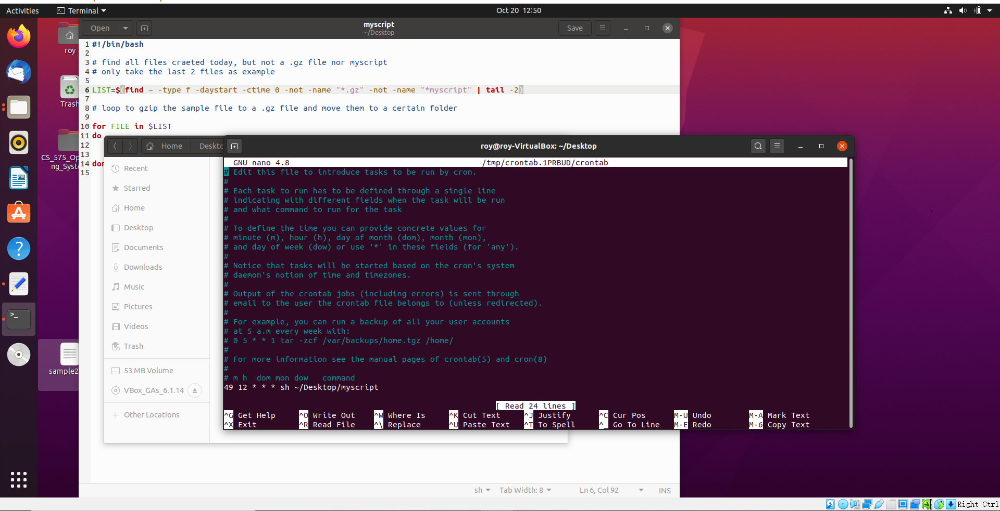 Activities
Terminal
Oct 20 12:50
roy
Trash
CS_575_Op
ng_Syst
sample2
Open
myscript
~/Desktop
Save
1 #!/bin/bash
2
3 # find all files craeted today, but not a .gz file nor myscript
4 # only take the last 2 files as example
5
6 LIST=$(find ~ -type f -daystart -ctime 0 -not -name "*.gz" -not -name "*myscript" | tail -2)
7
8 # loop to gzip the sample file to a .gz file and move them to a certain folder
9
10 for FILE in $LIST
11 do
12
13
14 don
15
Home
Deskto
Recent
Starred
Home
Desktop
Documents
Downloads
Music
Pictures
Videos
Trash
53 MB Volume
VBox_GAs_6.1.14
+ Other Locations
roy@roy-VirtualBox: ~/Desktop
GNU nano 4.8 /tmp/crontab.1PRBUD/crontab
# Edit this file to introduce tasks to be run by cron.
#
# Each task to run has to be defined through a single line
# indicating with different fields when the task will be run
# and what command to run for the task
#
# To define the time you can provide concrete values for
# minute (m), hour (h), day of month (dom), month (mon),
# and day of week (dow) or use '*' in these fields (for 'any').
#
# Notice that tasks will be started based on the cron's system
# daemon's notion of time and timezones.
#
# Output of the crontab jobs (including errors) is sent through
# email to the user the crontab file belongs to (unless redirected).
#
# For example, you can run a backup of all your user accounts
# at 5 a.m every week with:
# 0 5 * * 1 tar -zcf /var/backups/home.tgz /home/
#
# For more information see the manual pages of crontab(5) and cron(8)
#
# m h  dom mon dow   command
49 12 * * * sh ~/Desktop/myscript
[ Read 24 lines ]
^G Get Help ^O Write Out ^W Where Is ^K Cut Text ^J Justify ^C Cur Pos M-U Undo M-A Mark Text
^X Exit ^R Read File ^\ Replace ^U Paste Text ^T To Spell ^_ Go To Line M-E Redo M-6 Copy Text
sh
Tab Width: 8
Ln 6, Col 92
INS
Right Ctrl